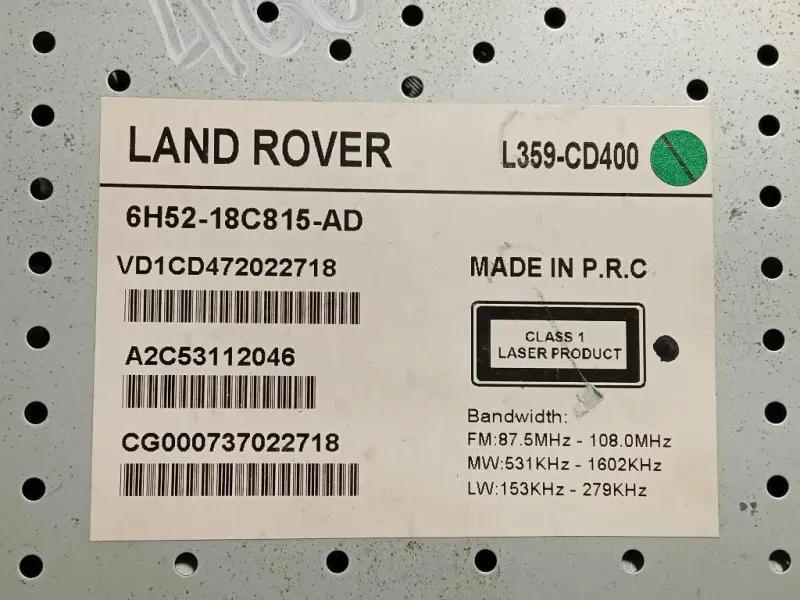 LAND ROVER
L359-CD400
6H52-18C815-AD
VD1CD472022718
MADE IN P.R.C
CLASS 1
LASER PRODUCT
A2C53112046
CG000737022718
Bandwidth:
FM:87.5MHz - 108.0MHz
MW:531KHz - 1602KHz
LW:153KHz - 279KHz